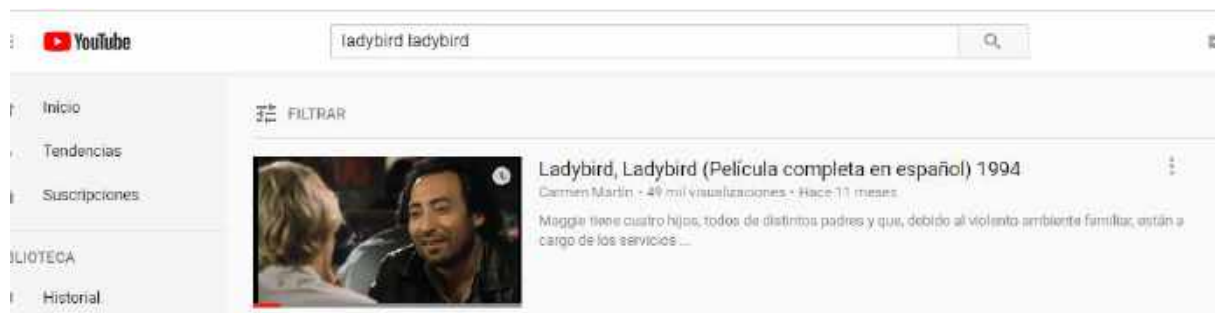 YouTube
ladybird ladybird
Inicio
FILTRAR
Tendencias
Ladybird, Ladybird (Película completa en español) 1994
Carmen Martín • 49 mil visualizaciones • Hace 11 meses
Suscripciones
Maggie tiene cuatro hijos, todos de distintos padres y que, debido al violento ambiente familiar, están a
cargo de los servicios ...
BLIOTECA
Historial